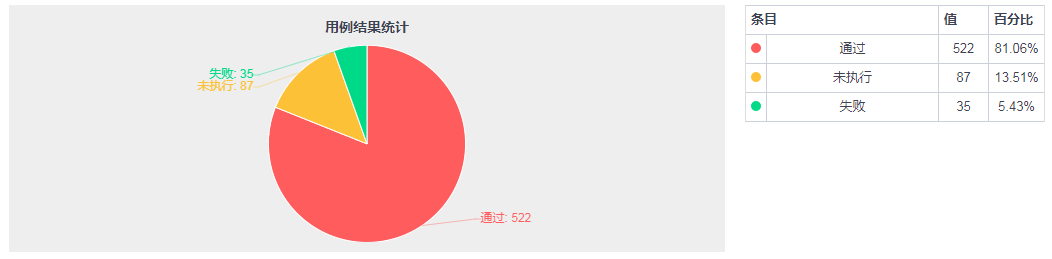 用例结果统计
失败: 35
未执行: 87
通过: 522
条目 值 百分比
通过 522 81.06%
未执行 87 13.51%
失败 35 5.43%